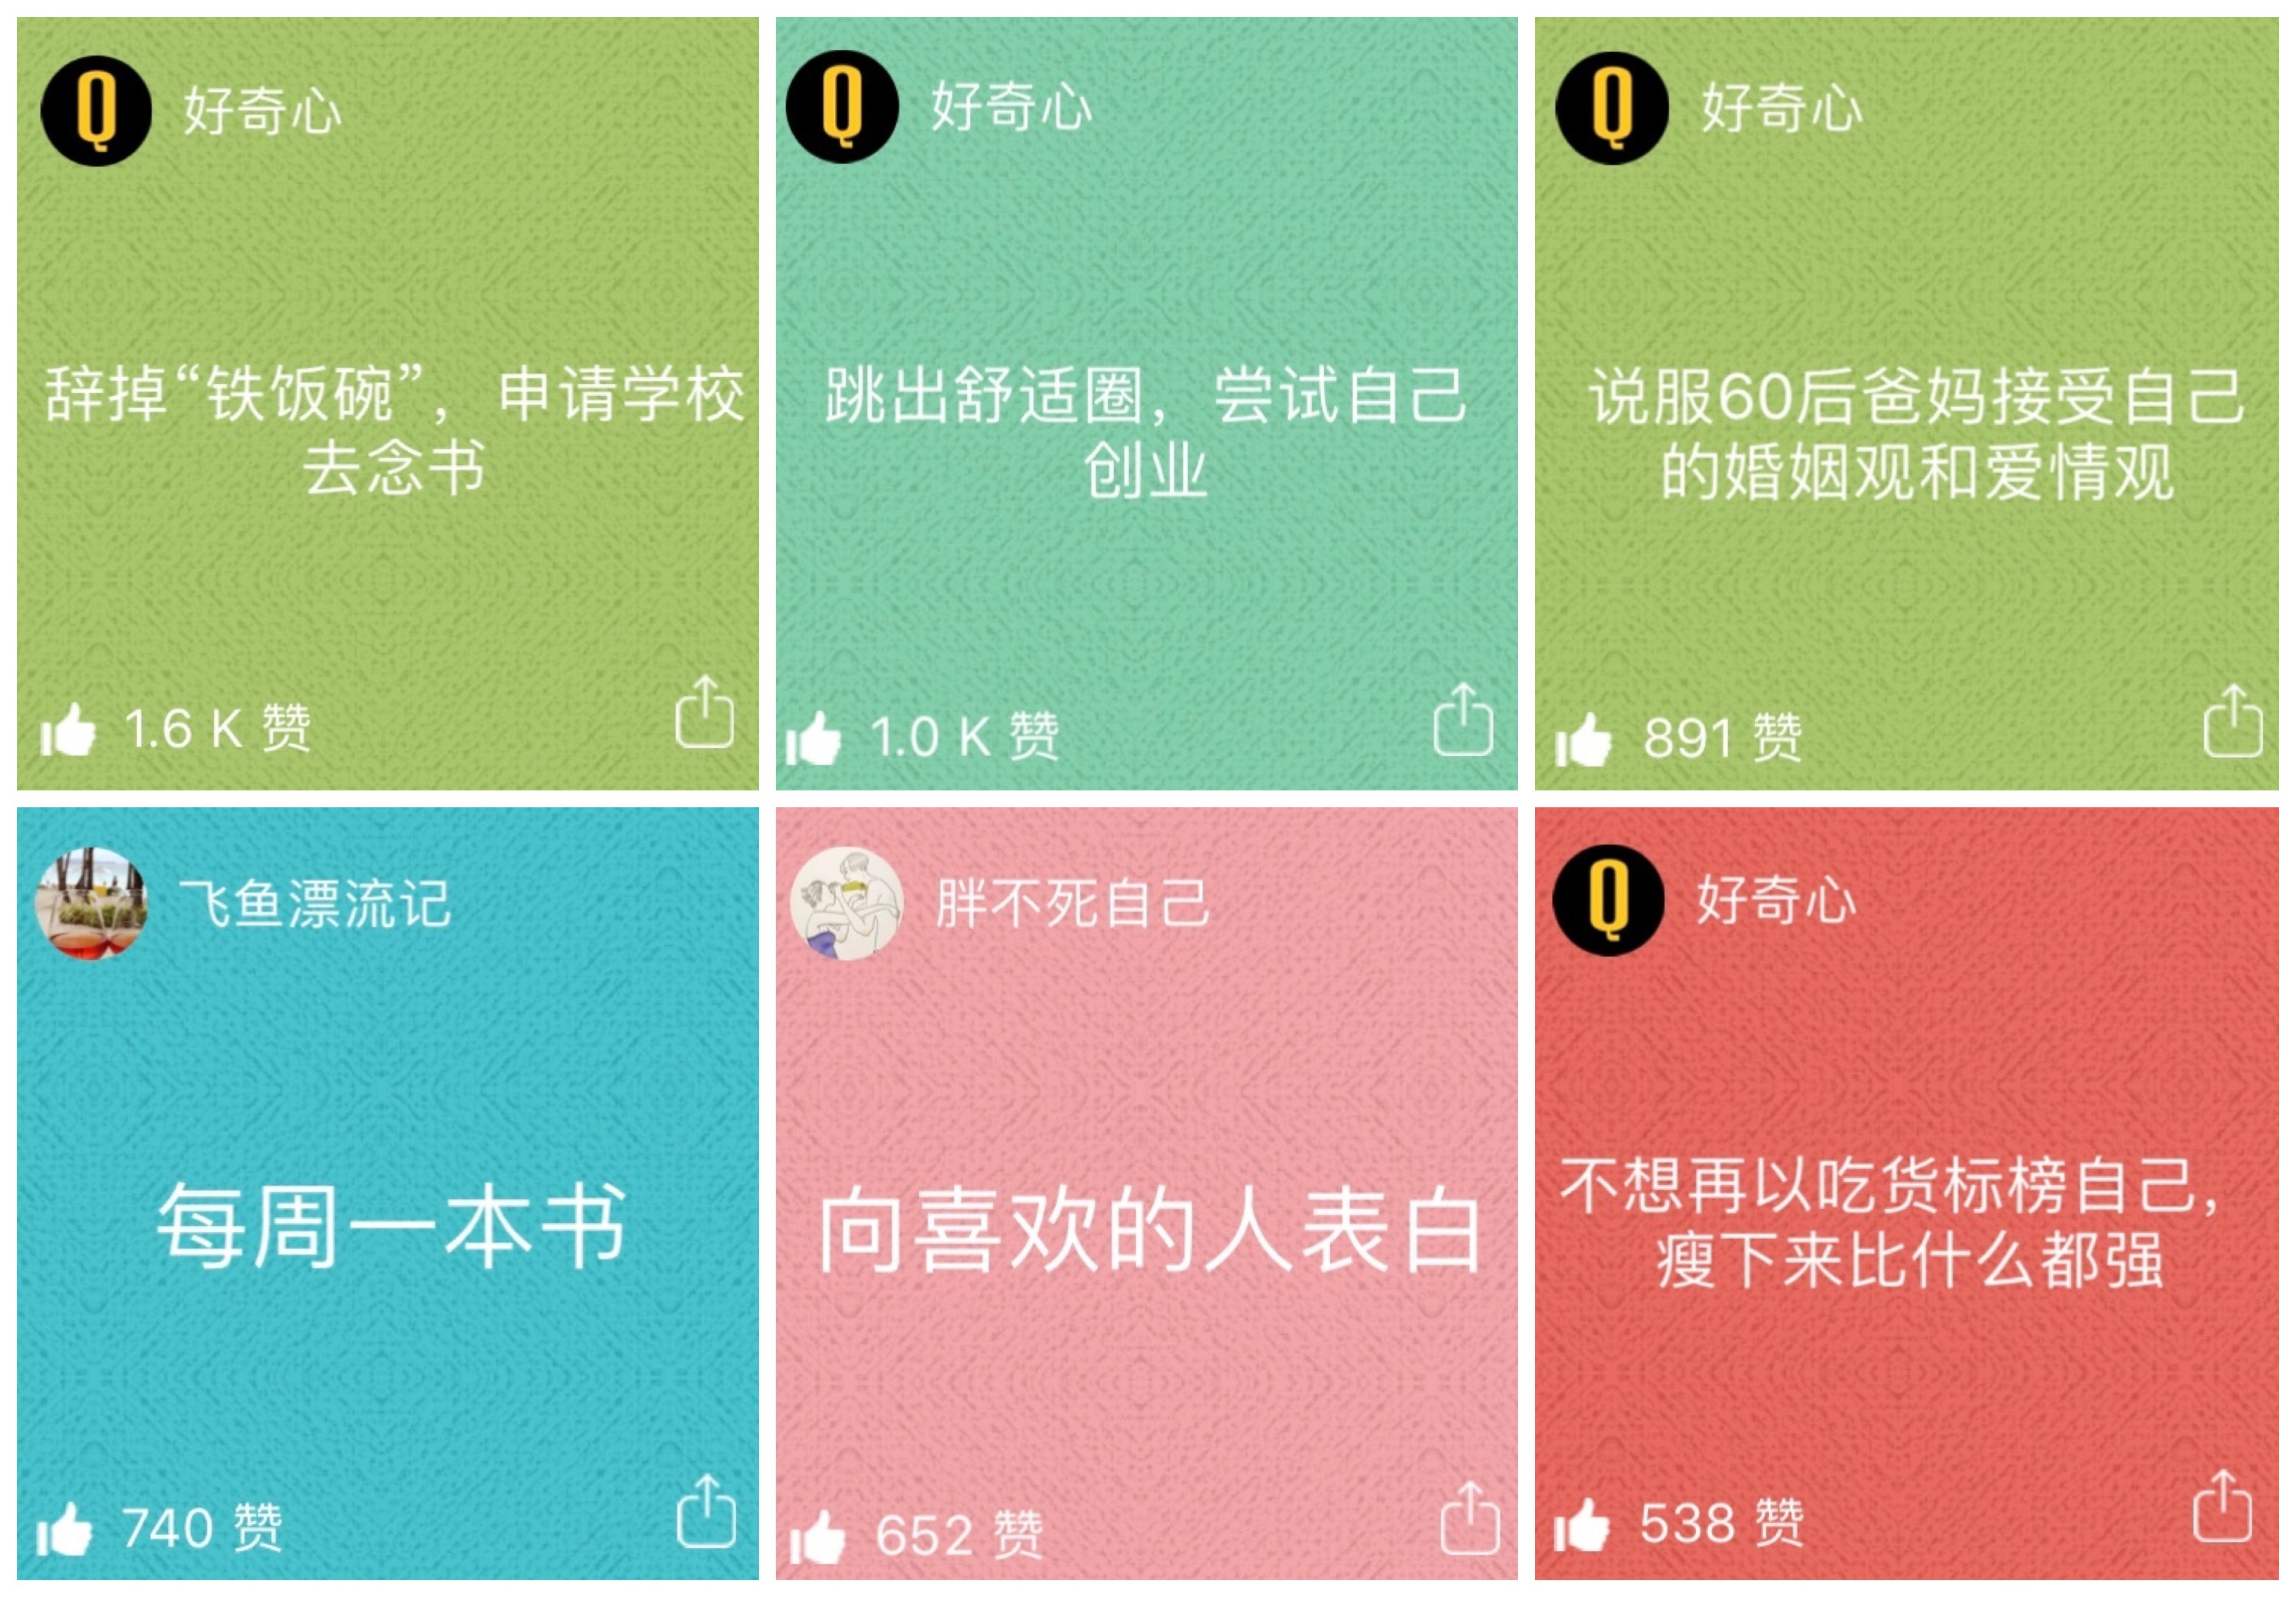 Q 好奇心
辞掉“铁饭碗”，申请学校
去念书
1.6 K 赞
Q 好奇心
跳出舒适圈，尝试自己
创业
1.0 K 赞
Q 好奇心
说服60后爸妈接受自己
的婚姻观和爱情观
891 赞
飞鱼漂流记
每周一本书
740 赞
胖不死自己
向喜欢的人表白
652 赞
Q 好奇心
不想再以吃货标榜自己，
瘦下来比什么都强
538 赞